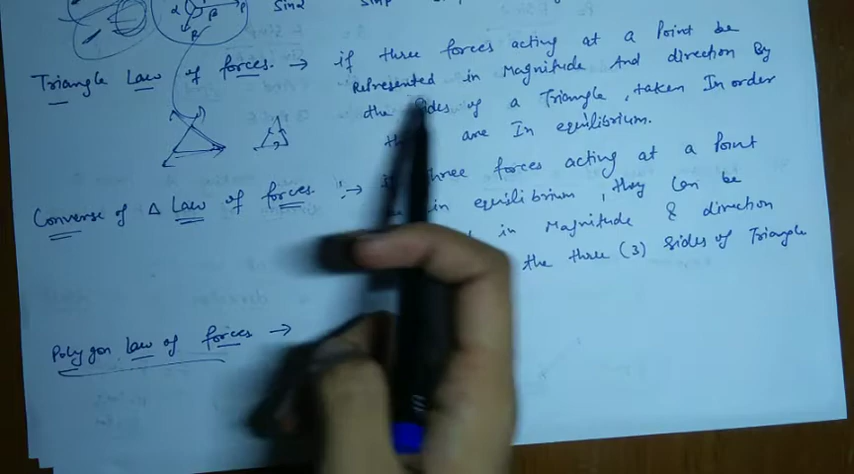 α β P
R
Sinα Sinβ
Triangle Law of forces → if three forces acting at a Point be
Represented in Magnitude And direction By
the sides of a Triangle, taken In order
are In equilibrium.
Converse of Δ Law of forces :→ three forces acting at a Point
in equilibrium, they Can be
in Magnitude & direction
the three (3) sides of Triangle
Polygon Law of forces →